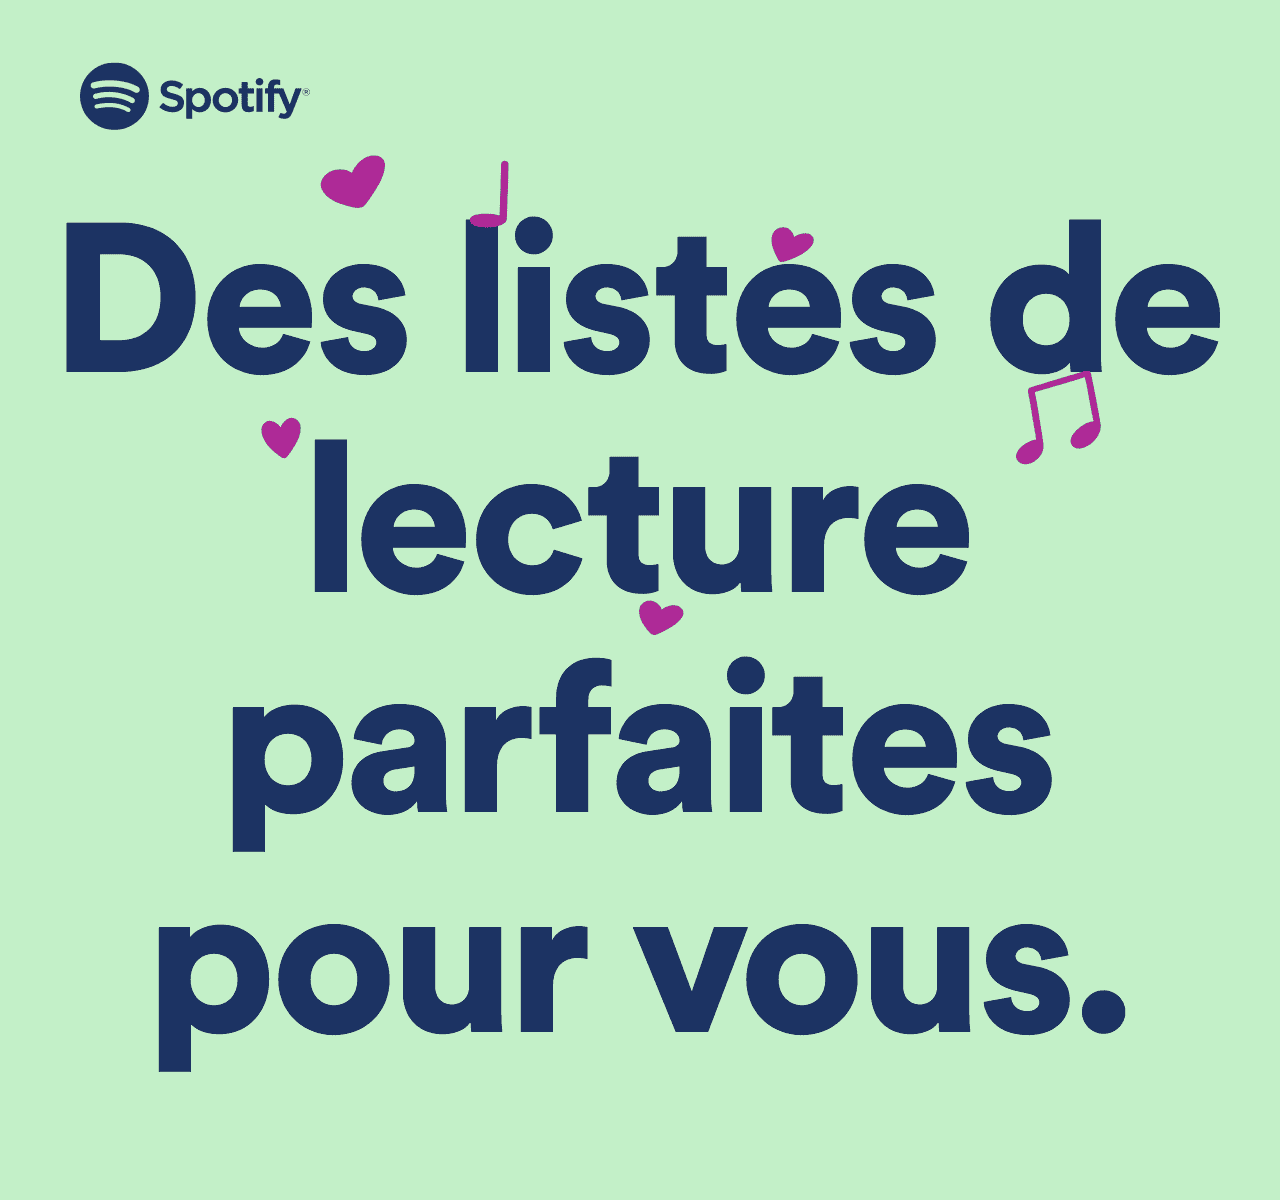 Spotify®
Des listes de
lecture
parfaites
pour vous.